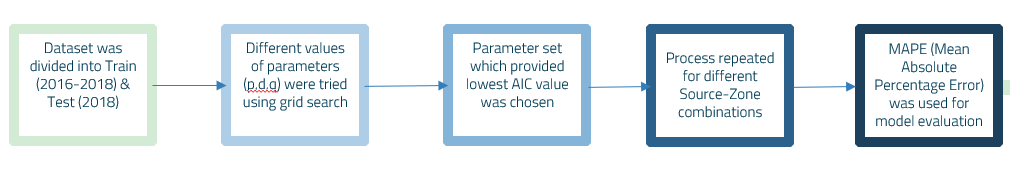 Dataset was
divided into Train
(2016-2018) &
Test (2018)
Different values
of parameters
(p,d,q) were tried
using grid search
Parameter set
which provided
lowest AIC value
was chosen
Process repeated
for different
Source-Zone
combinations
MAPE (Mean
Absolute
Percentage Error)
was used for
model evaluation